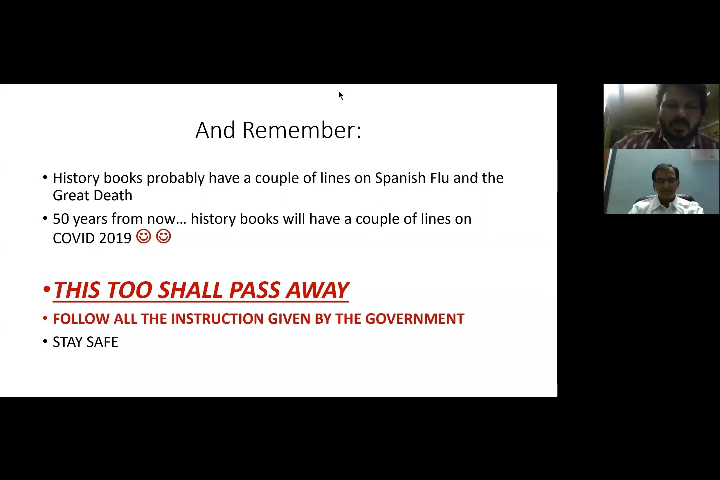 And Remember:
• History books probably have a couple of lines on Spanish Flu and the
Great Death
• 50 years from now... history books will have a couple of lines on
COVID 2019 ☺ ☺
• THIS TOO SHALL PASS AWAY
• FOLLOW ALL THE INSTRUCTION GIVEN BY THE GOVERNMENT
• STAY SAFE